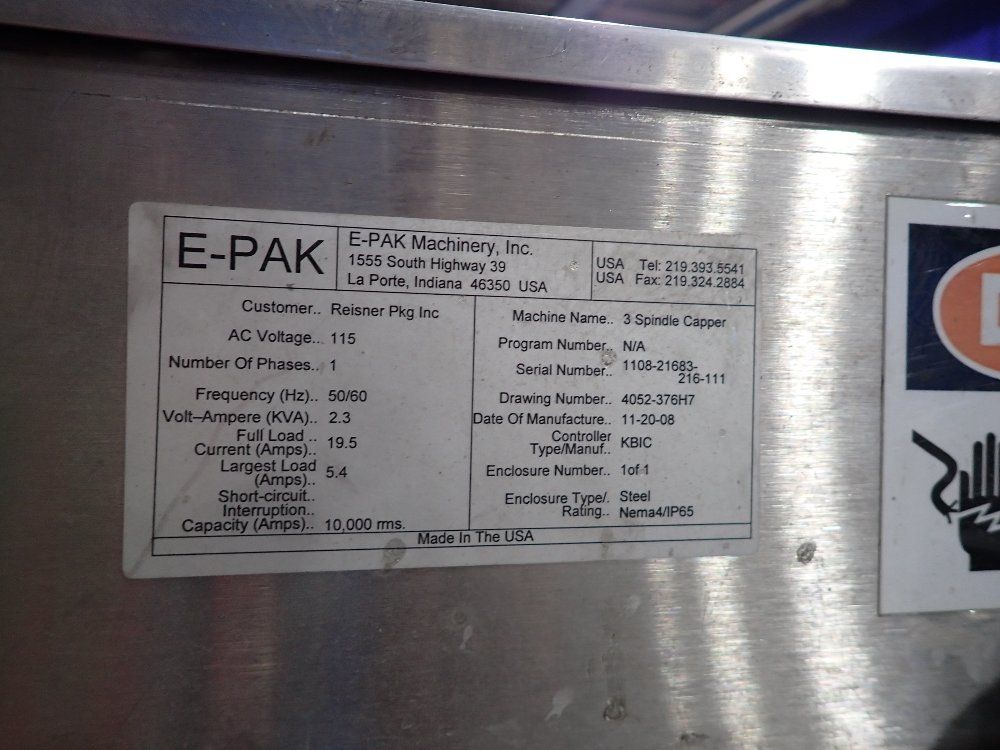 E-PAK
E-PAK Machinery, Inc.
1555 South Highway 39
La Porte, Indiana 46350 USA
USA Tel: 219.393.5541
USA Fax: 219.324.2884
Customer.. Reisner Pkg Inc
AC Voltage.. 115
Number Of Phases.. 1
Frequency (Hz).. 50/60
Volt–Ampere (KVA).. 2.3
Full Load ..
Current (Amps).. 19.5
Largest Load
(Amps).. 5.4
Short-circuit..
Interruption..
Capacity (Amps).. 10,000 rms.
Machine Name.. 3 Spindle Capper
Program Number.. N/A
Serial Number.. 1108-21683-
216-111
Drawing Number.. 4052-376H7
Date Of Manufacture.. 11-20-08
Controller
Type/Manuf.. KBIC
Enclosure Number.. 1of 1
Enclosure Type/. Steel
Rating.. Nema4/IP65
Made In The USA